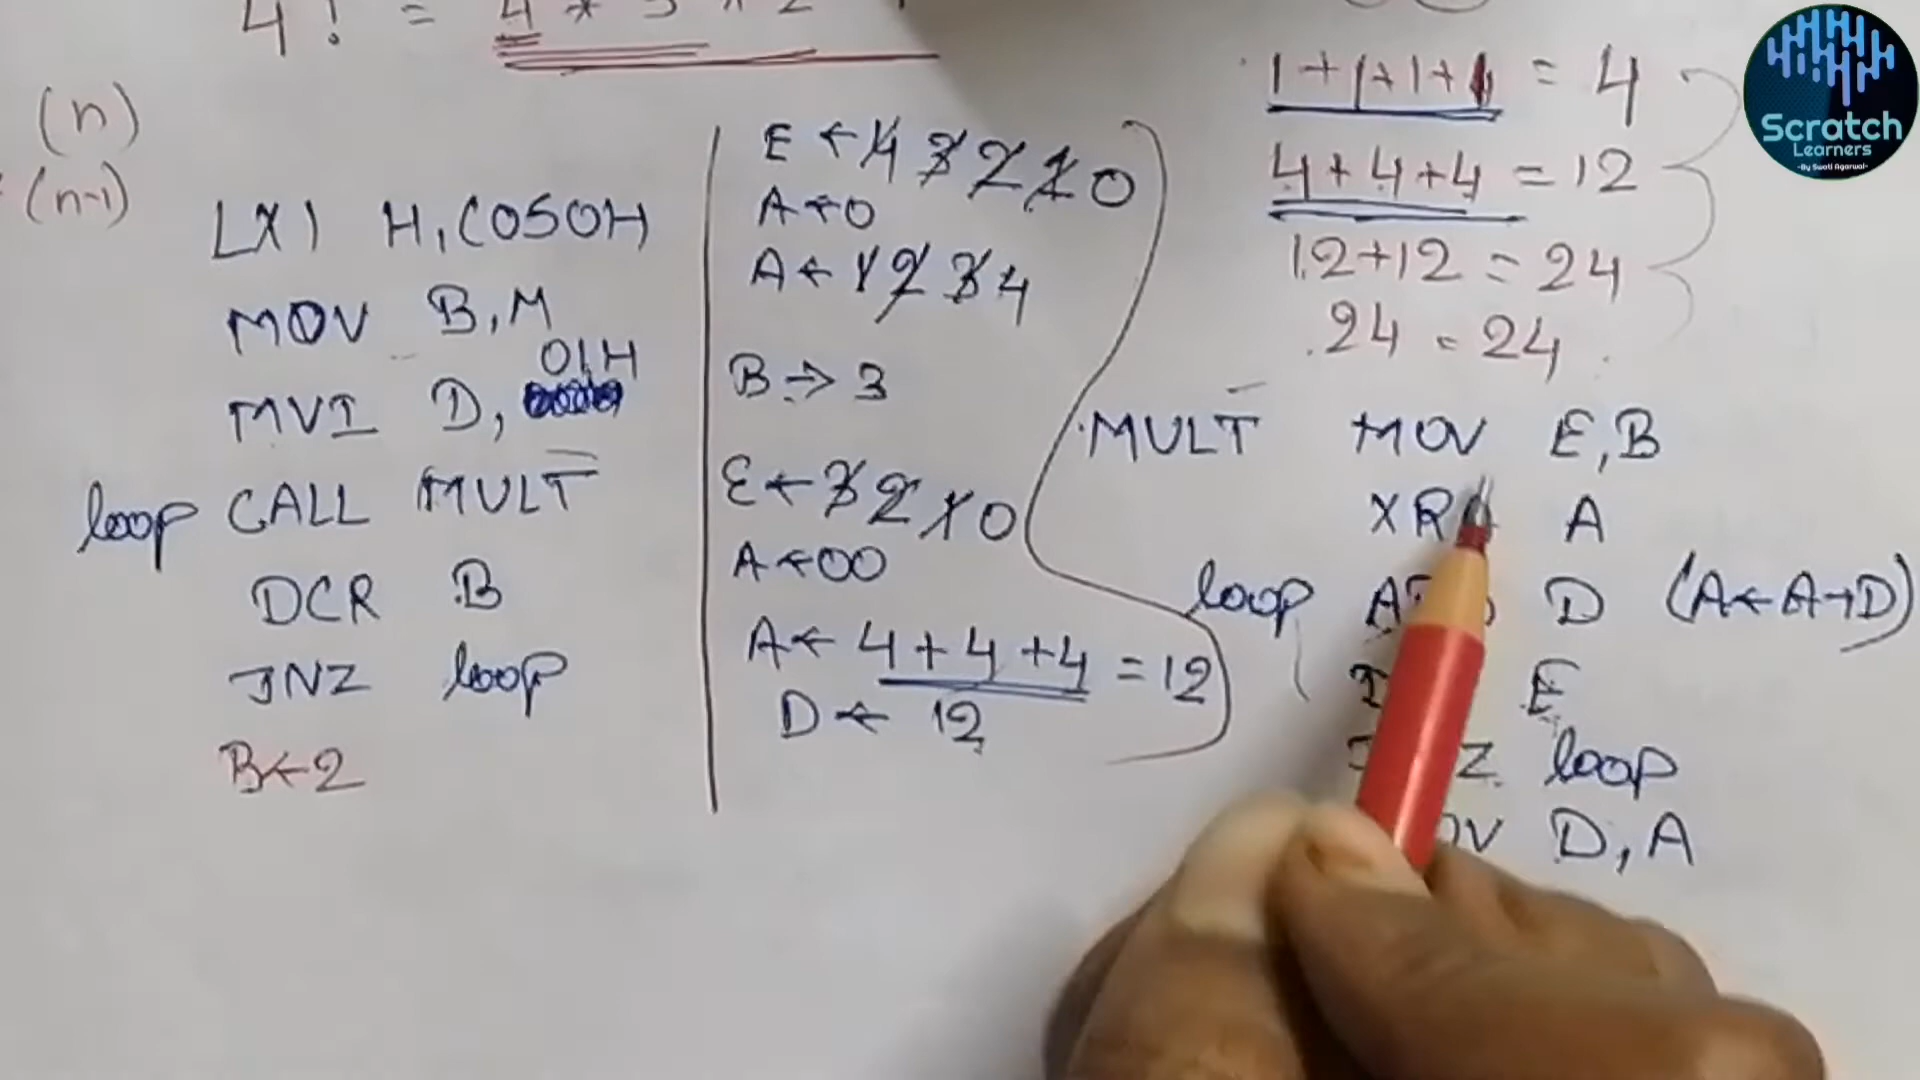 4! = 4 * 3 * 2
(n)
(n-1)
LXI H, C050H
MOV B, M
01H
MVI D,
loop CALL MULT
DCR B
JNZ loop
B ← 2
E ← 4 3 2 1 0
A ← 0
A ← 1 2 3 4
B → 3
E ← 3 2 1 0
A ← 00
A ← 4 + 4 + 4 = 12
D ← 12
1 + 1 + 1 + 1 = 4
4 + 4 + 4 = 12
12 + 12 = 24
24 = 24
MULT MOV E, B
XRA A
loop D (A ← A + D)
E
loop
D, A
Scratch
Learners
-By Swati Agarwal-